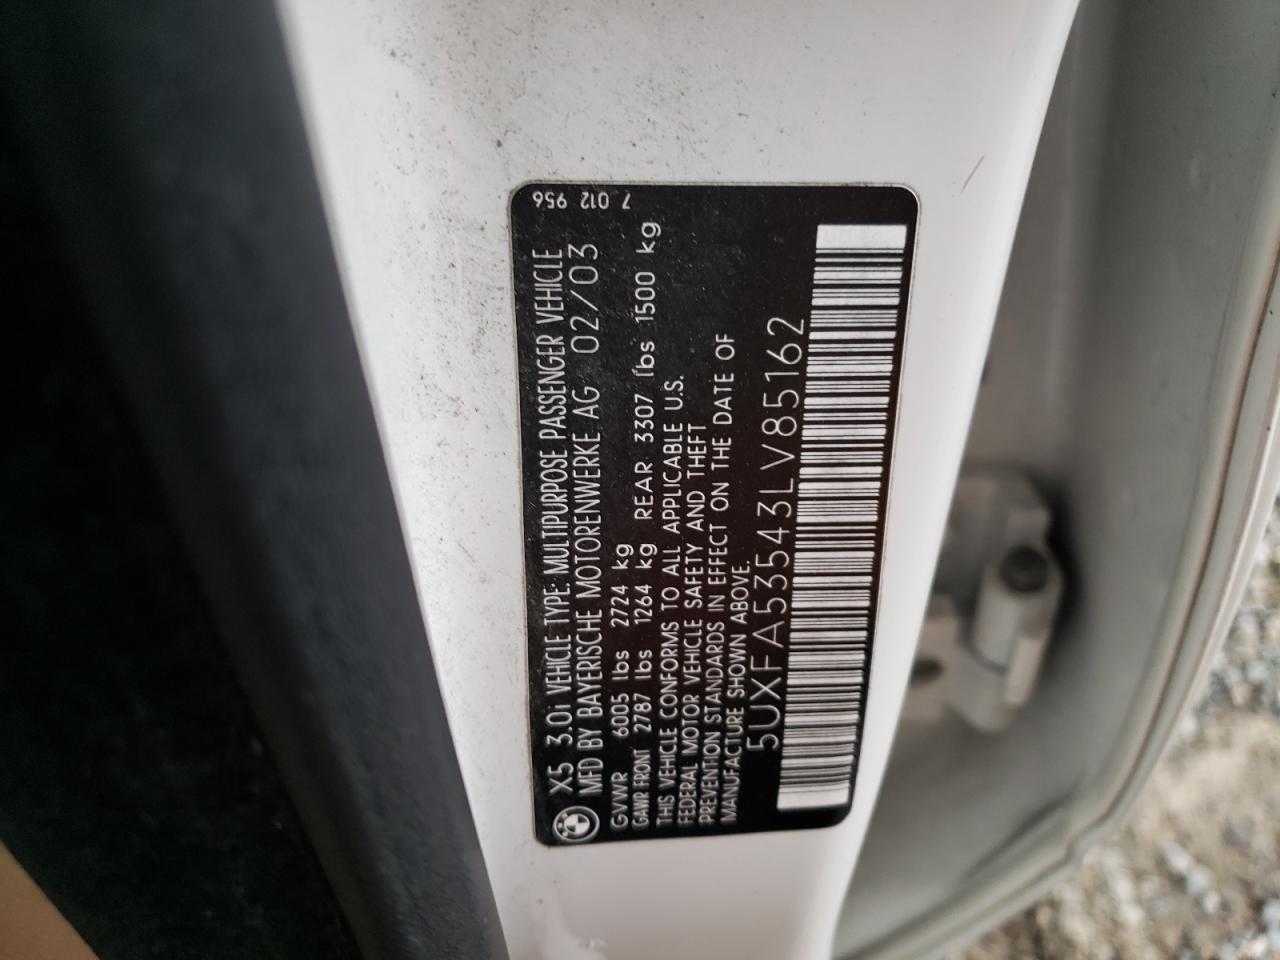 X5 3.0i VEHICLE TYPE: MULTIPURPOSE PASSENGER VEHICLE
MFD BY BAYERISCHE MOTORENWERKE AG 02/03
GVWR 6005 lbs 2724 kg
GAWR FRONT 2787 lbs 1264 kg REAR 3307 lbs 1500 kg
THIS VEHICLE CONFORMS TO ALL APPLICABLE U.S.
FEDERAL MOTOR VEHICLE SAFETY AND THEFT
PREVENTION STANDARDS IN EFFECT ON THE DATE OF
MANUFACTURE SHOWN ABOVE.
5UXFA53543LV85162
7 012 956